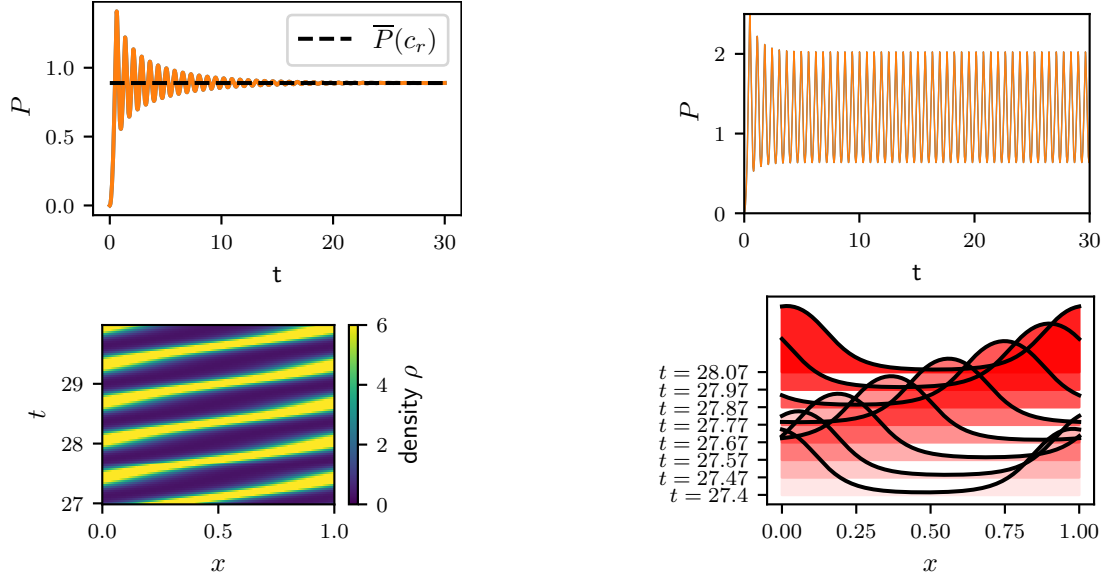 1.0
0.5
0.0
P
P̅(c_r)
0
10
20
30
t
2
1
0
P
0
10
20
30
t
29
28
27
t
0.0
0.5
1.0
x
6
4
2
0
density ρ
t = 28.07
t = 27.97
t = 27.87
t = 27.77
t = 27.67
t = 27.57
t = 27.47
t = 27.4
0.00
0.25
0.50
0.75
1.00
x